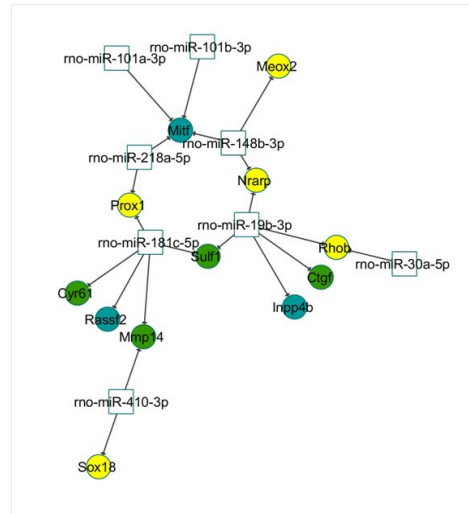 rno-miR-101b-3p
rno-miR-101a-3p
Meox2
Mitf
rno-miR-148b-3p
rno-miR-218a-5p
Nrarp
Prox1
rno-miR-19b-3p
rno-miR-181c-5p
Rhob
Sulf1
rno-miR-30a-5p
Ctgf
Cyr61
Inpp4b
Rassf2
Mmp14
rno-miR-410-3p
Sox18